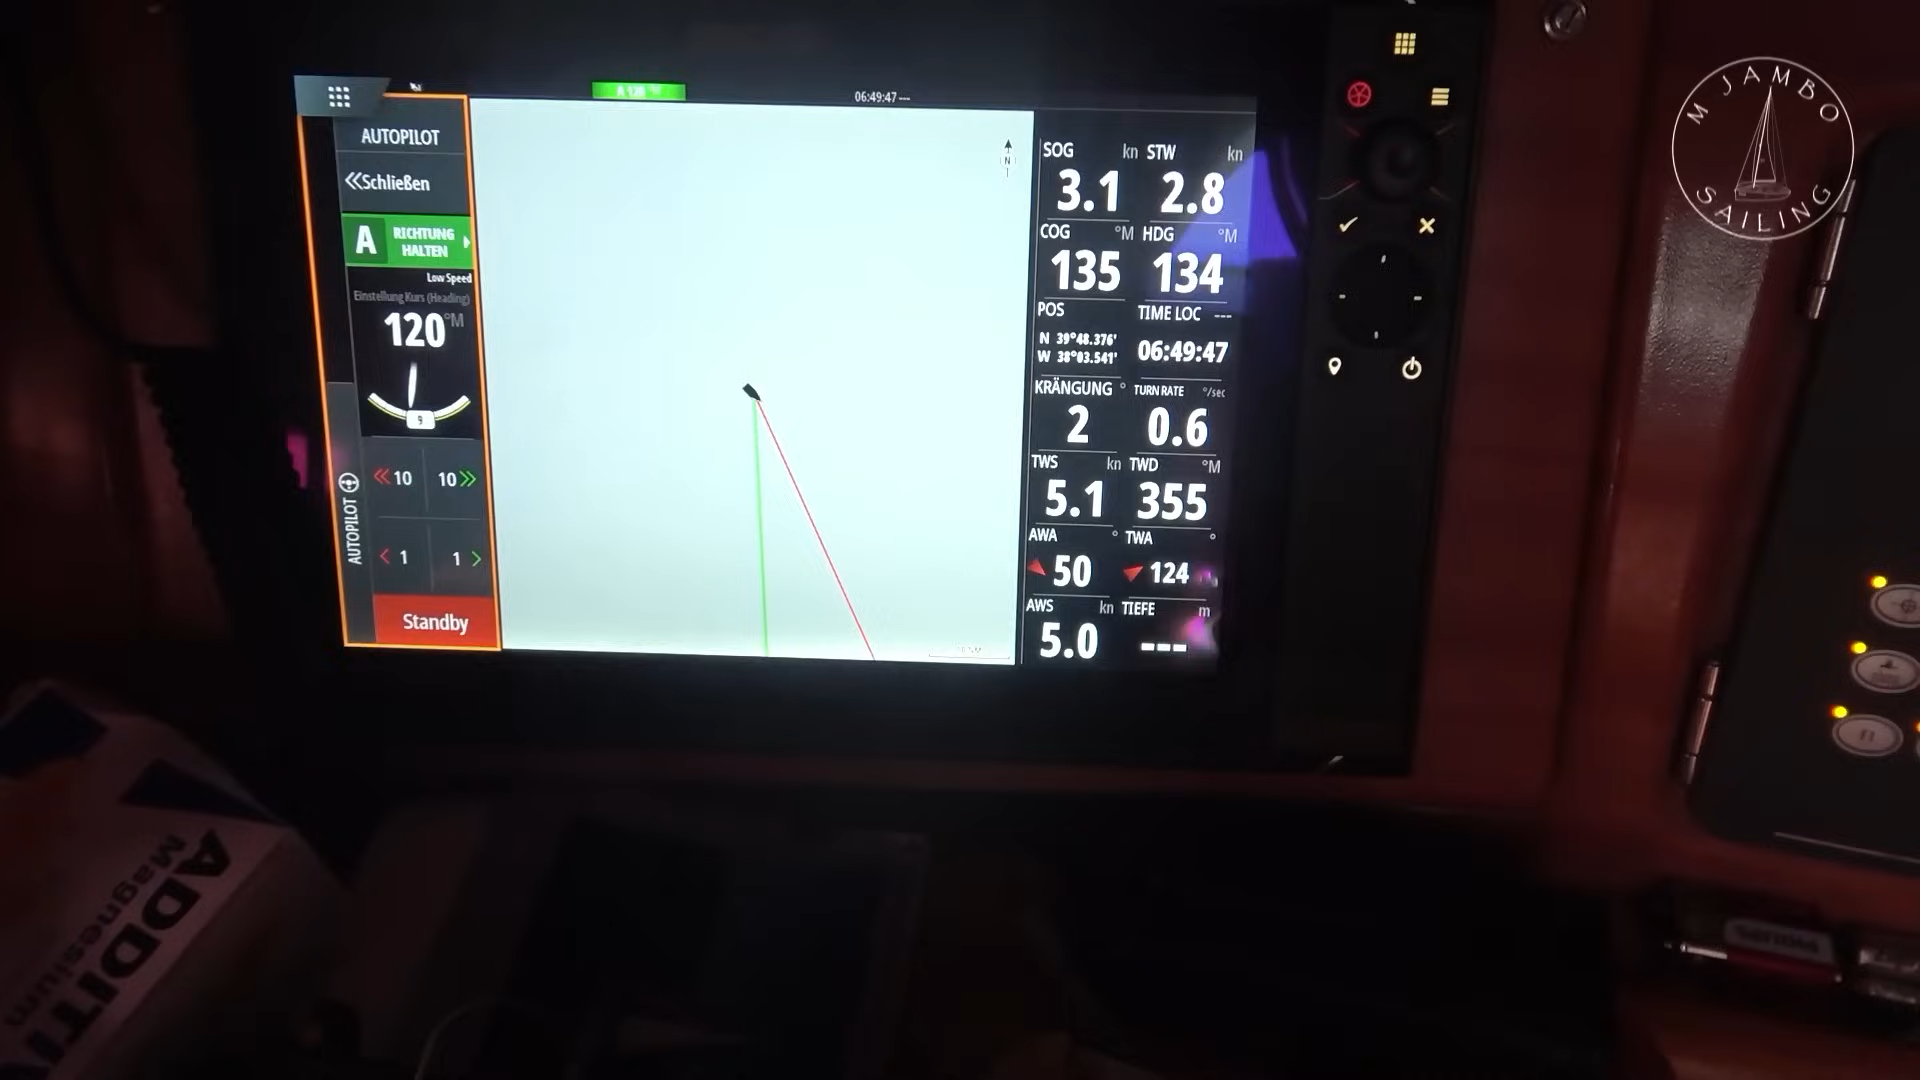 06:49:47 ---
AUTOPILOT
Schließen
A RICHTUNG
HALTEN
Low Speed
Einstellung Kurs (Heading)
120 °M
9
10 10
1 1
Standby
AUTOPILOT
N
SOG kn STW kn
3.1 2.8
COG °M HDG °M
135 134
POS TIME LOC ---
N 39°48.376'
W 38°03.541'
06:49:47
KRÄNGUNG ° TURN RATE °/sec
2 0.6
TWS kn TWD °M
5.1 355
AWA ° TWA °
50 124
AWS kn TIEFE m
5.0 ---
M JAMBO
SAILING
Magnesium
PHILIPS